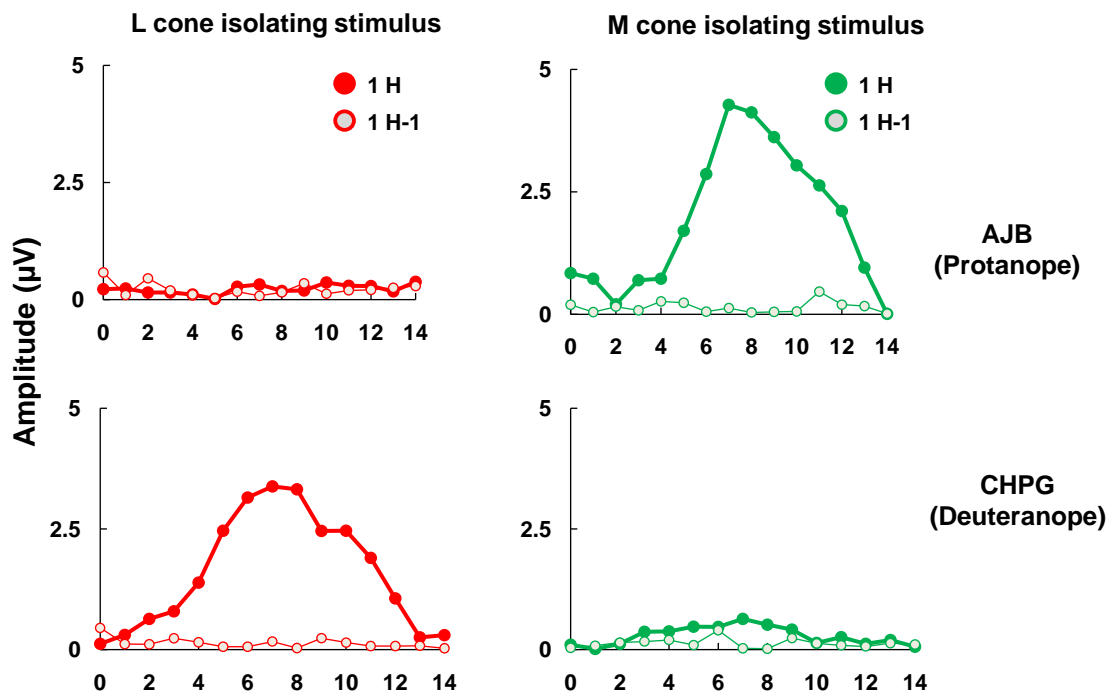 L cone isolating stimulus
M cone isolating stimulus
5
1 H
1 H-1
2.5
0
0 2 4 6 8 10 12 14
5
1 H
1 H-1
2.5
0
0 2 4 6 8 10 12 14
AJB
(Protanope)
Amplitude (µV)
5
2.5
0
0 2 4 6 8 10 12 14
5
2.5
0
0 2 4 6 8 10 12 14
CHPG
(Deuteranope)